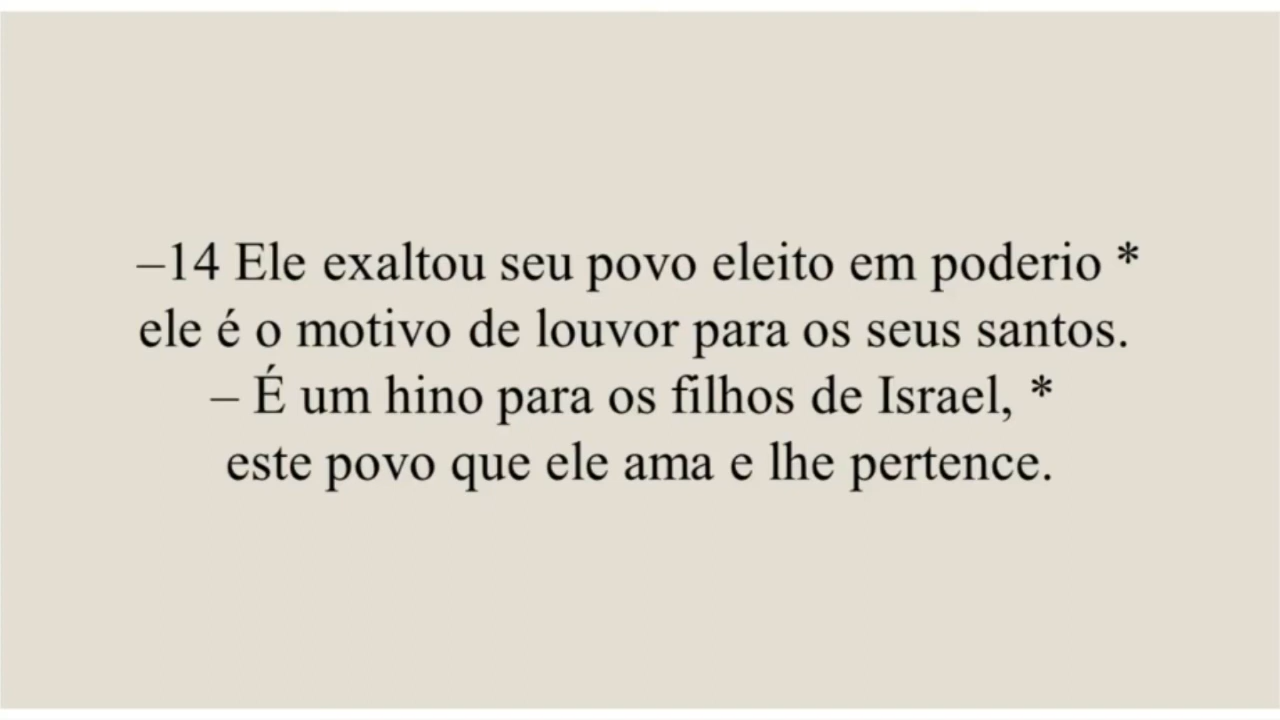 –14 Ele exaltou seu povo eleito em poderio *
ele é o motivo de louvor para os seus santos.
– É um hino para os filhos de Israel, *
este povo que ele ama e lhe pertence.